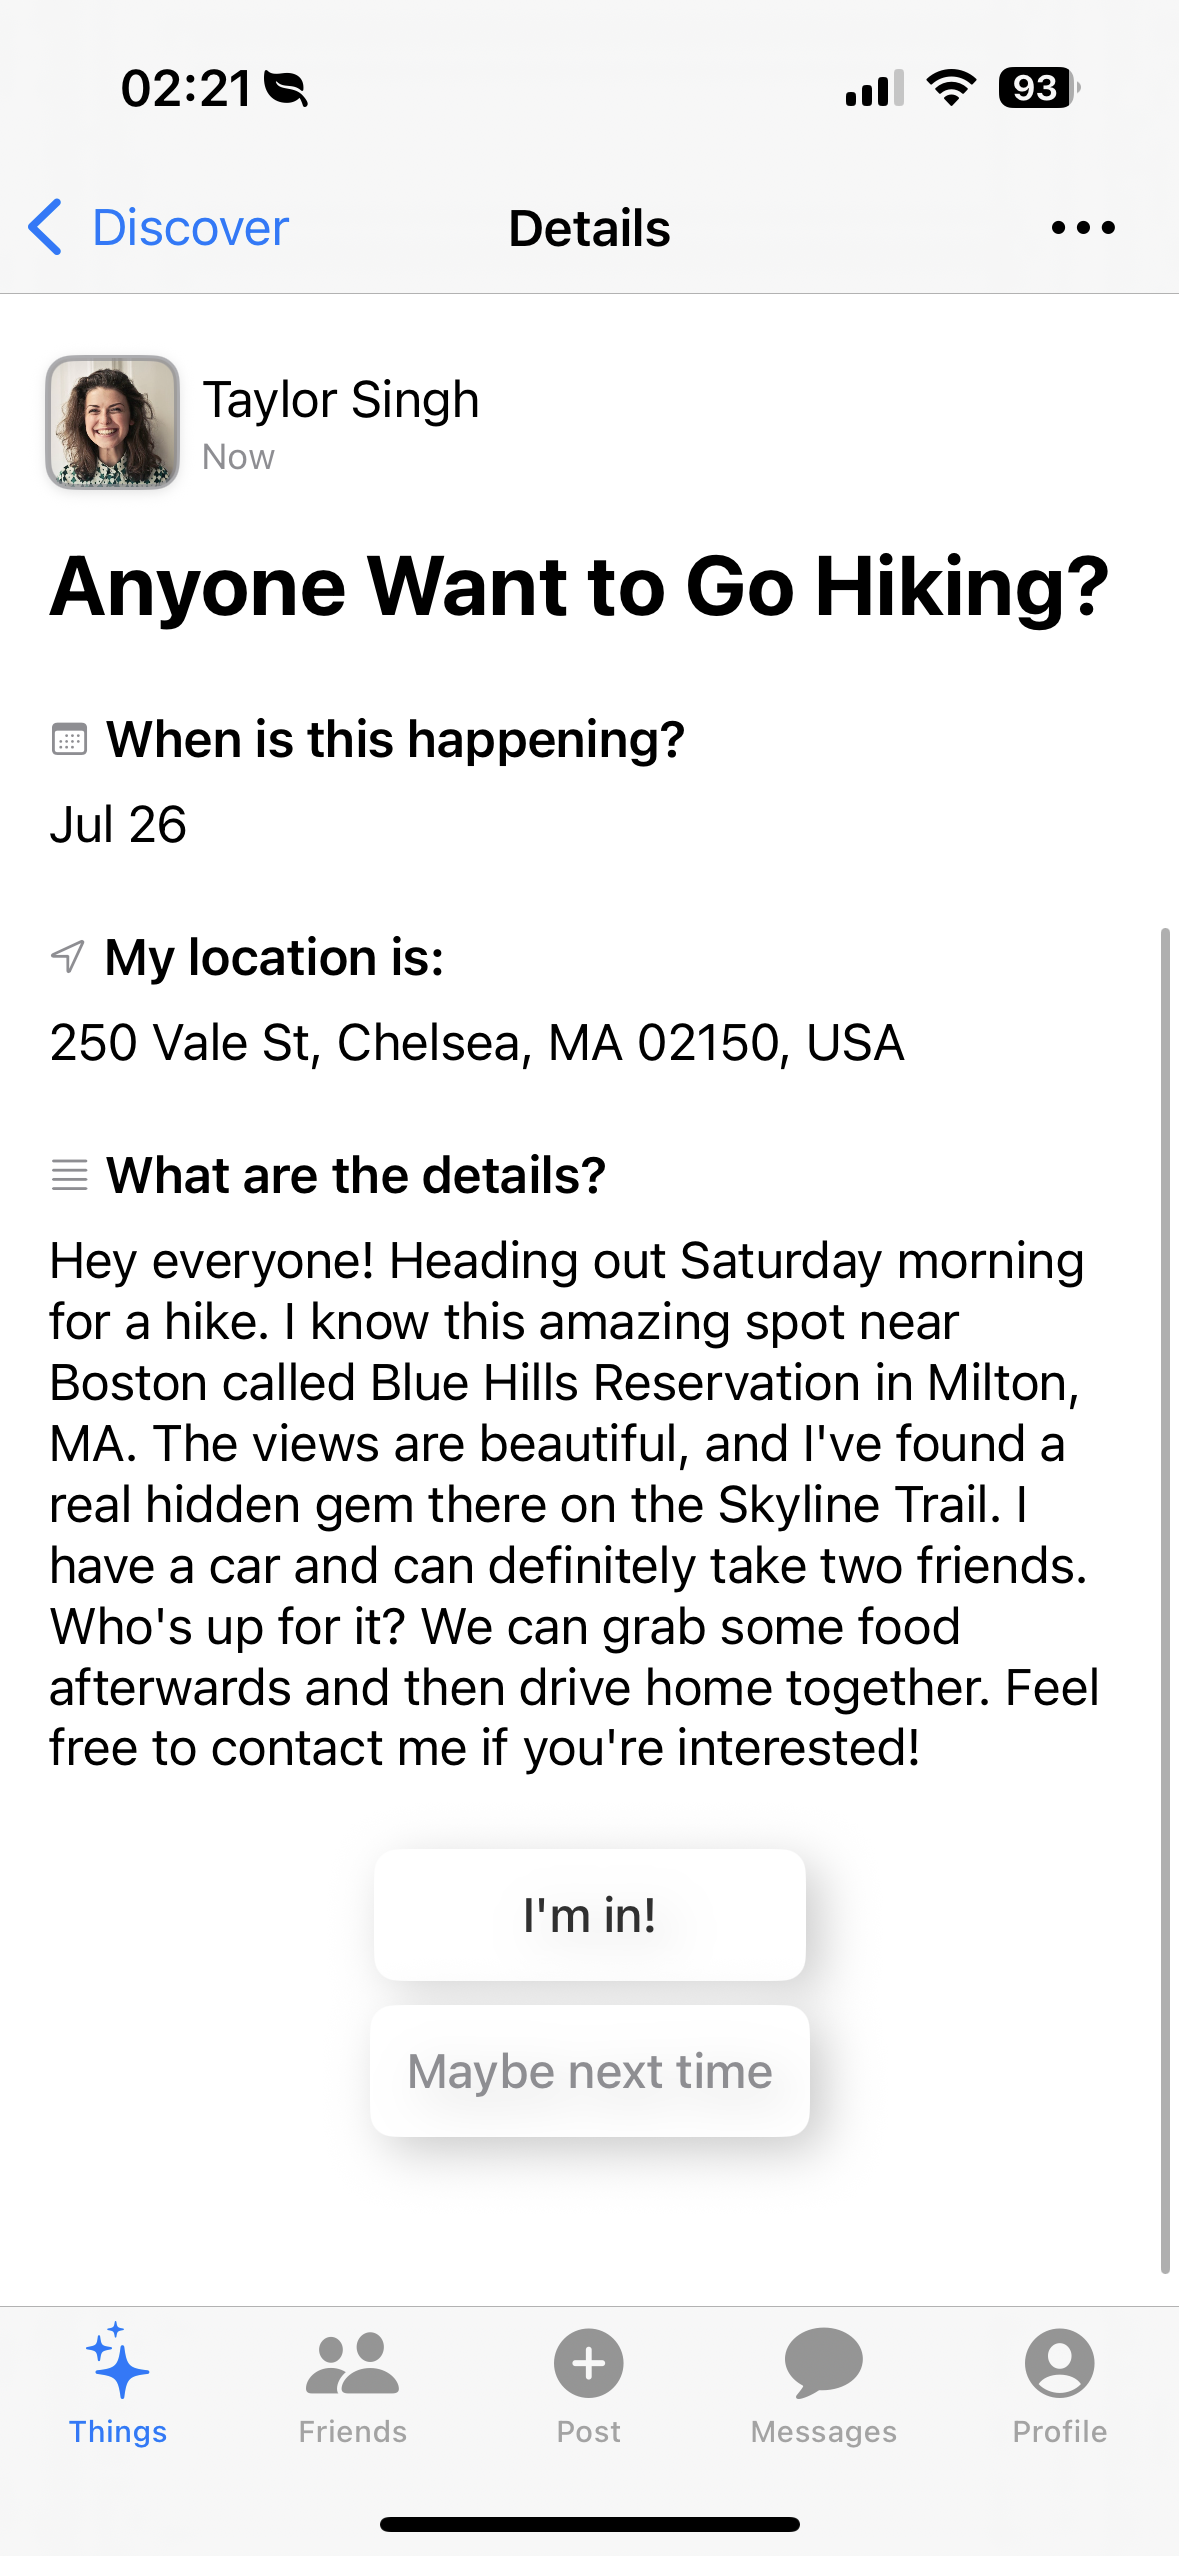 02:21
93
Discover
Details
Taylor Singh
Now
Anyone Want to Go Hiking?
When is this happening?
Jul 26
My location is:
250 Vale St, Chelsea, MA 02150, USA
What are the details?
Hey everyone! Heading out Saturday morning
for a hike. I know this amazing spot near
Boston called Blue Hills Reservation in Milton,
MA. The views are beautiful, and I've found a
real hidden gem there on the Skyline Trail. I
have a car and can definitely take two friends.
Who's up for it? We can grab some food
afterwards and then drive home together. Feel
free to contact me if you're interested!
I'm in!
Maybe next time
Things
Friends
Post
Messages
Profile